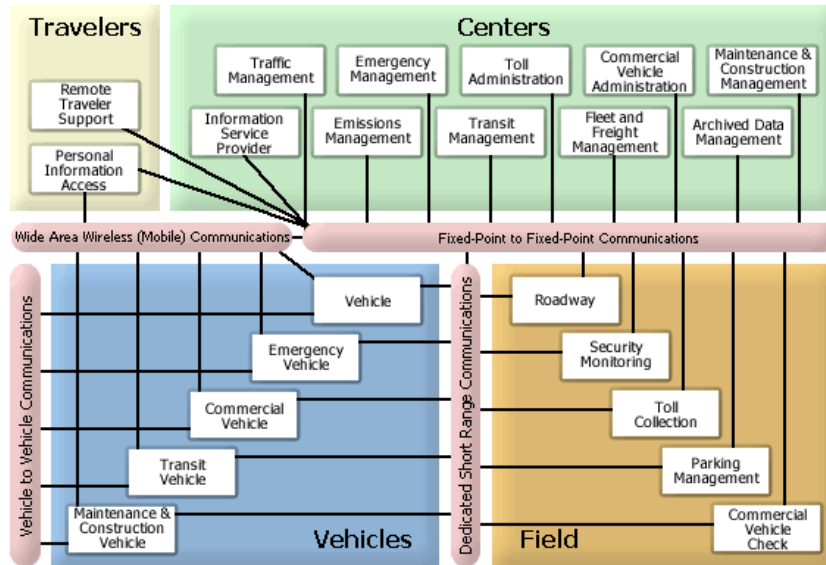 Travelers
Centers
Remote
Traveler
Support
Personal
Information
Access
Traffic
Management
Emergency
Management
Toll
Administration
Commercial
Vehicle
Administration
Maintenance &
Construction
Management
Information
Service
Provider
Emissions
Management
Transit
Management
Fleet and
Freight
Management
Archived Data
Management
Wide Area Wireless (Mobile) Communications
Fixed-Point to Fixed-Point Communications
Vehicle to Vehicle Communications
Vehicle
Emergency
Vehicle
Commercial
Vehicle
Transit
Vehicle
Maintenance &
Construction
Vehicle
Vehicles
Dedicated Short Range Communications
Roadway
Security
Monitoring
Toll
Collection
Parking
Management
Commercial
Vehicle
Check
Field